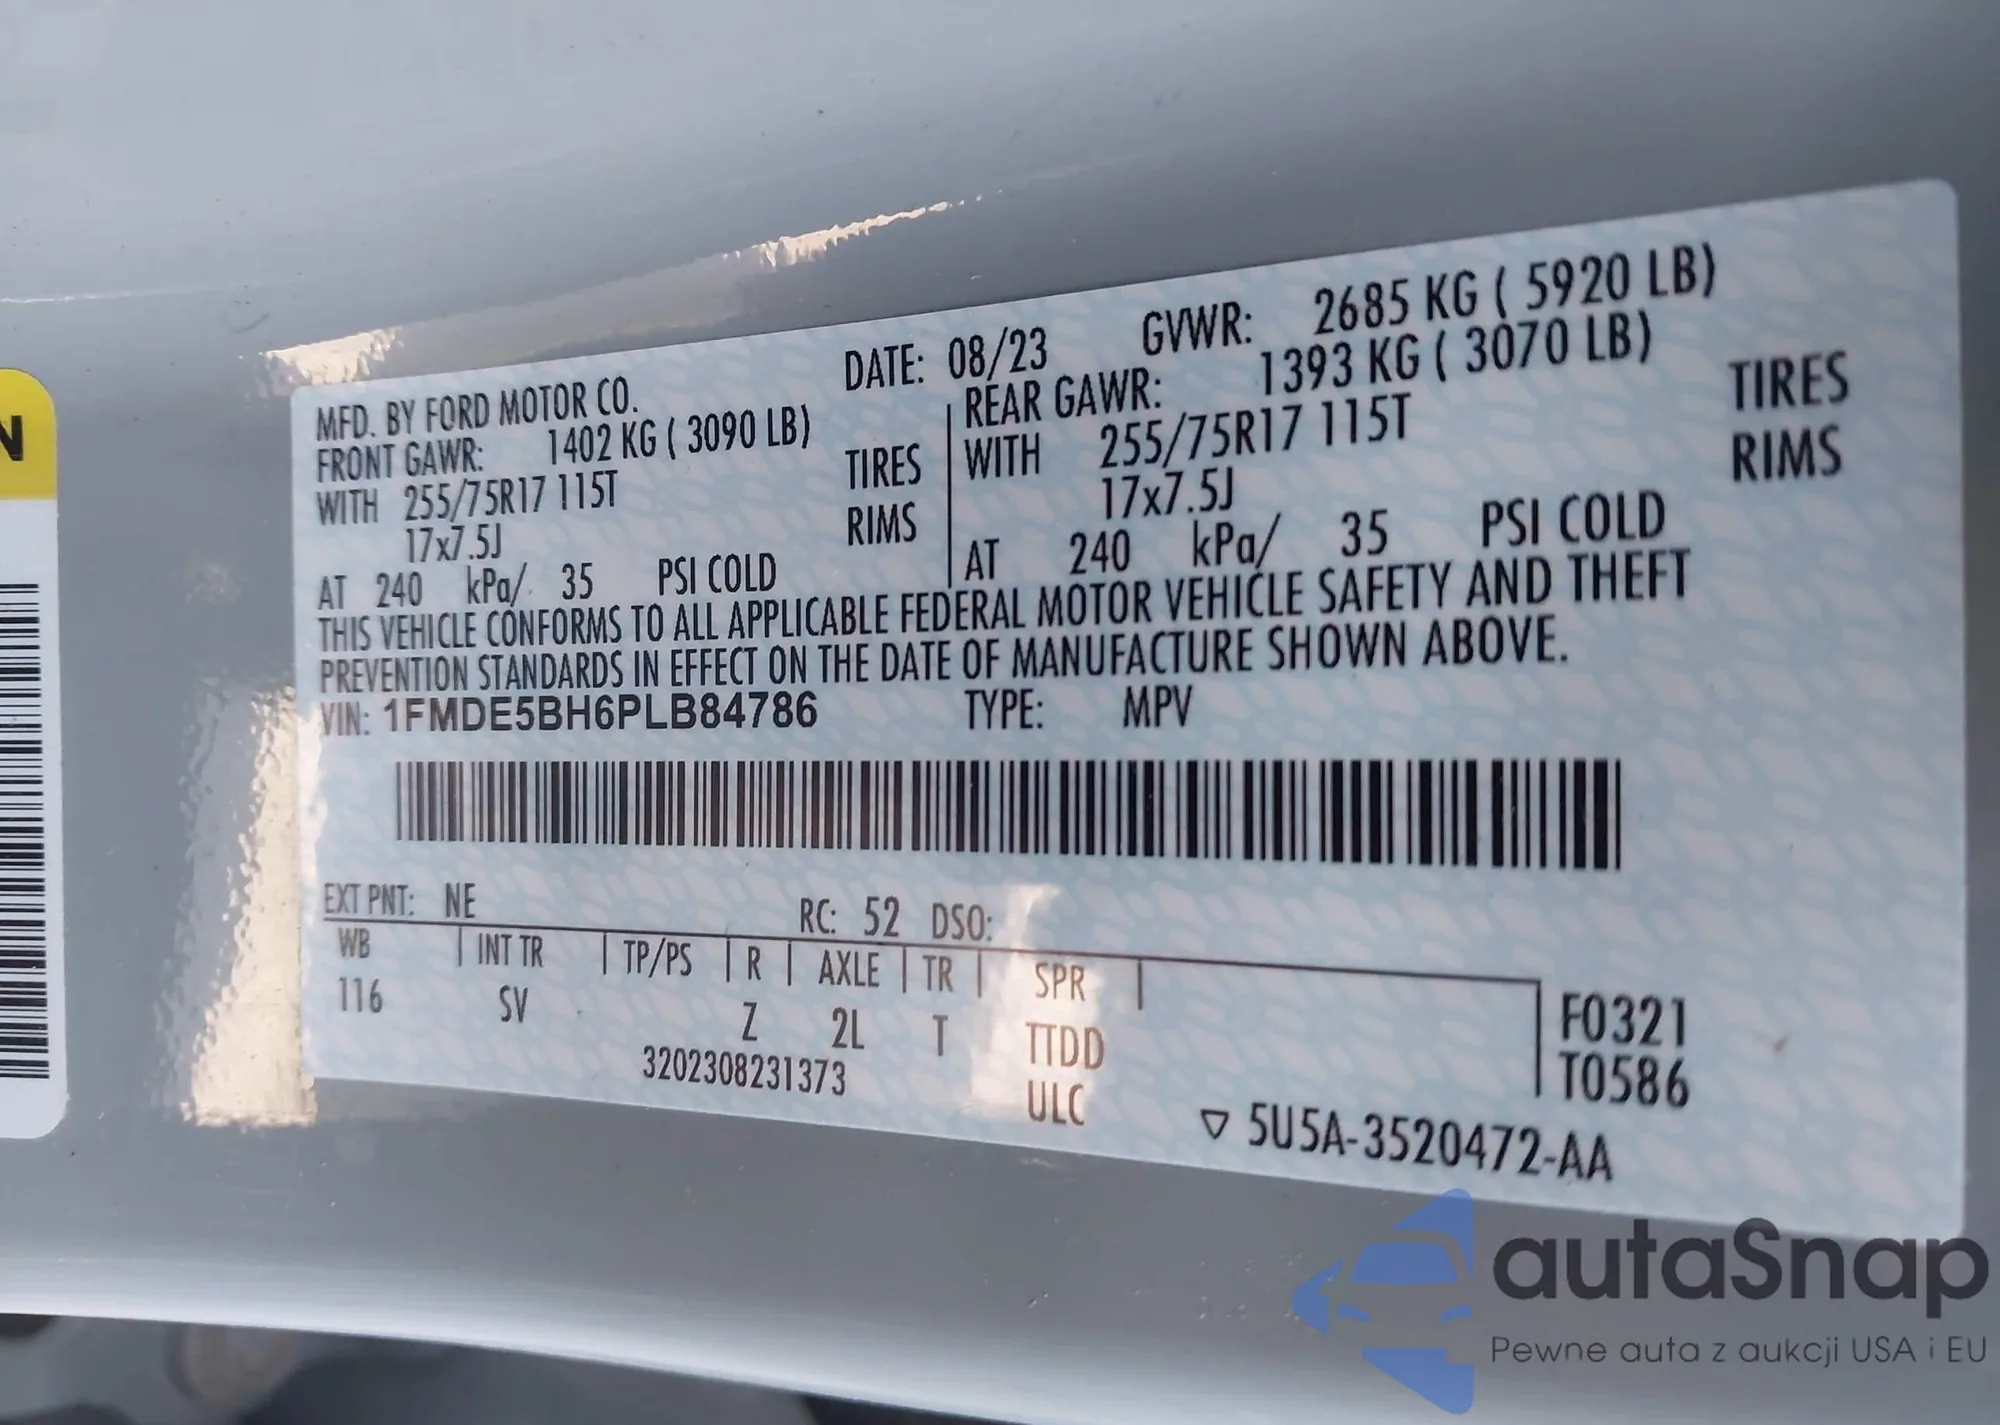 N
MFD. BY FORD MOTOR CO. DATE: 08/23 GVWR: 2685 KG ( 5920 LB)
FRONT GAWR: 1402 KG ( 3090 LB) REAR GAWR: 1393 KG ( 3070 LB)
WITH 255/75R17 115T TIRES WITH 255/75R17 115T TIRES
17x7.5J RIMS 17x7.5J RIMS
AT 240 kPa/ 35 PSI COLD AT 240 kPa/ 35 PSI COLD
THIS VEHICLE CONFORMS TO ALL APPLICABLE FEDERAL MOTOR VEHICLE SAFETY AND THEFT
PREVENTION STANDARDS IN EFFECT ON THE DATE OF MANUFACTURE SHOWN ABOVE.
VIN: 1FMDE5BH6PLB84786 TYPE: MPV
EXT PNT: NE RC: 52 DSO:
WB INT TR TP/PS R AXLE TR SPR
116 SV Z 2L T TTDD F0321
3202308231373 ULC T0586
5U5A-3520472-AA
autaSnap
Pewne auta z aukcji USA i EU